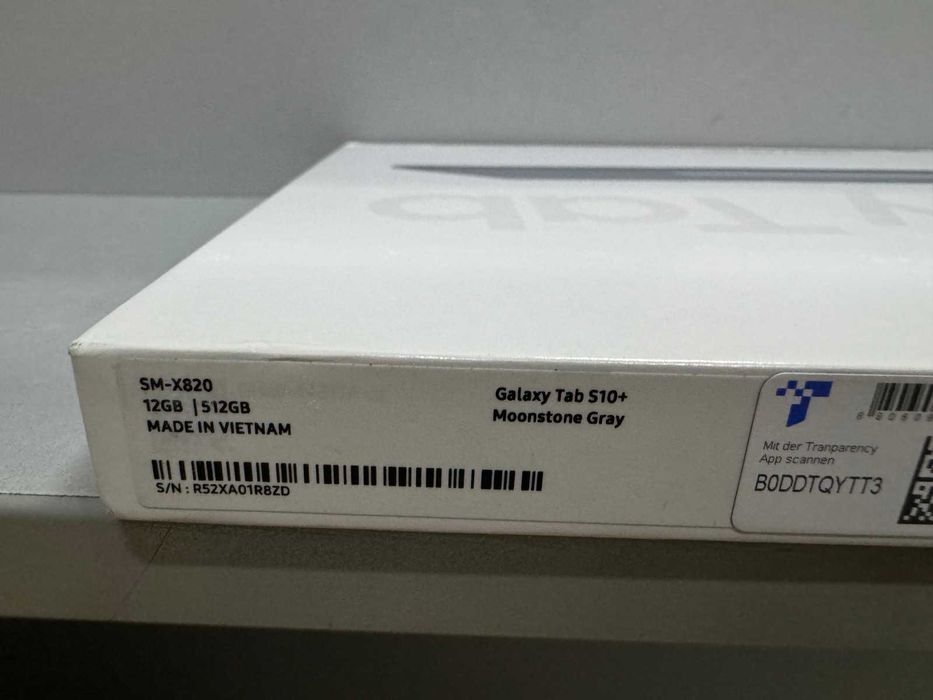 Tab
SM-X820
12GB | 512GB
MADE IN VIETNAM
S/N : R52XA01R8ZD
Galaxy Tab S10+
Moonstone Gray
Mit der Tranparency
App scannen
B0DDTQYTT3